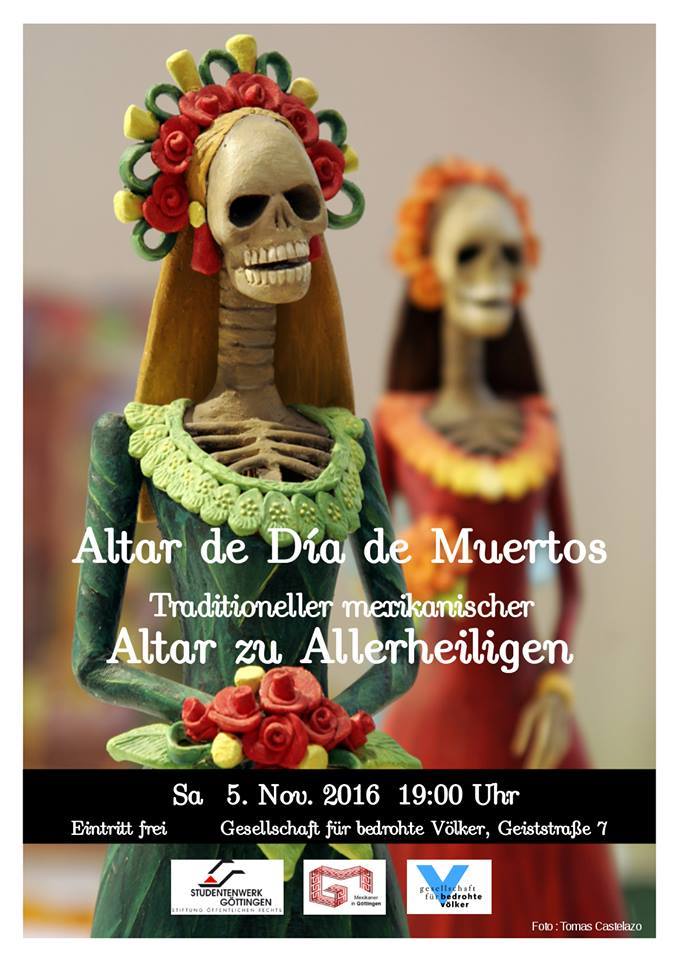 Altar de Día de Muertos
Traditioneller mexikanischer
Altar zu Allerheiligen
Sa 5. Nov. 2016 19:00 Uhr
Eintritt frei Gesellschaft für bedrohte Völker, Geiststraße 7
STUDENTENWERK
GÖTTINGEN
STIFTUNG ÖFFENTLICHEN RECHTS
Mexikaner
in Göttingen
gesellschaft
für bedrohte
völker
Foto : Tomas Castelazo